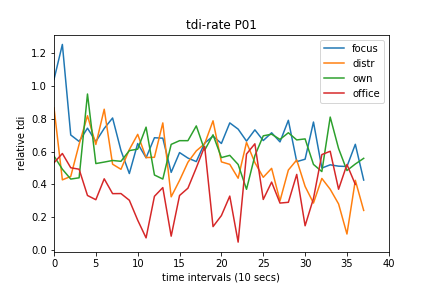 tdi-rate P01
relative tdi
1.2
1.0
0.8
0.6
0.4
0.2
0.0
focus
distr
own
office
0 5 10 15 20 25 30 35 40
time intervals (10 secs)